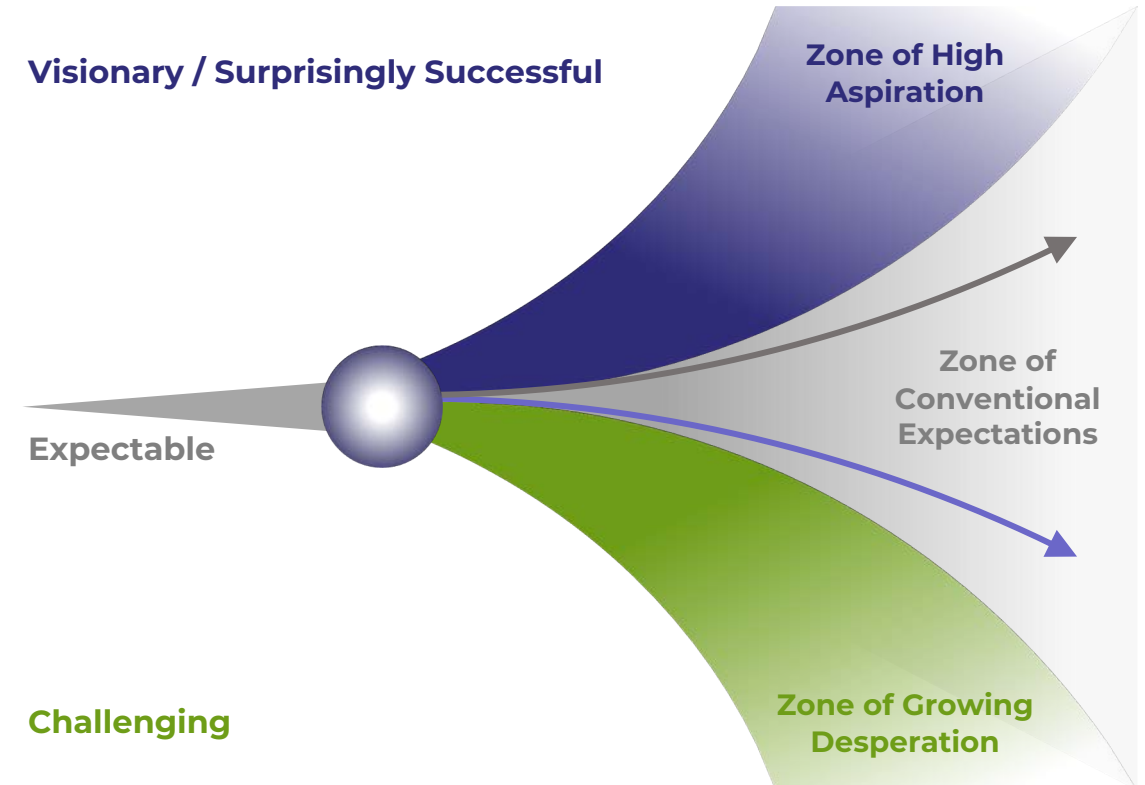 Visionary / Surprisingly Successful
Zone of High
Aspiration
Zone of
Conventional
Expectations
Expectable
Challenging
Zone of Growing
Desperation